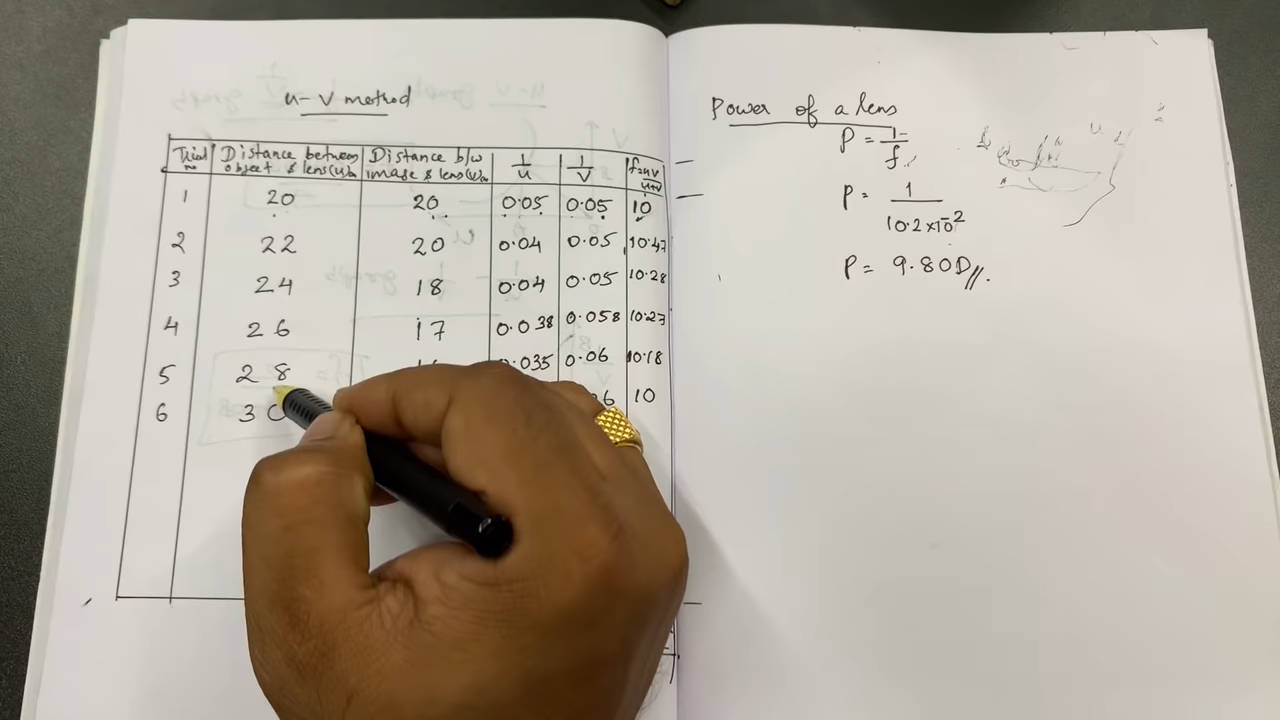 u-v method
Trial no Distance between object & lens(u)cm Distance b/w image & lens(v)cm 1/u 1/v f=uv/u+v
1 20 20 0.05 0.05 10
2 22 20 0.04 0.05 10.47
3 24 18 0.04 0.05 10.28
4 26 17 0.038 0.058 10.27
5 28 0.035 0.06 10.18
6 30 10
Power of a lens
P = 1/f
P = 1/10.2×10⁻²
P = 9.80D//.